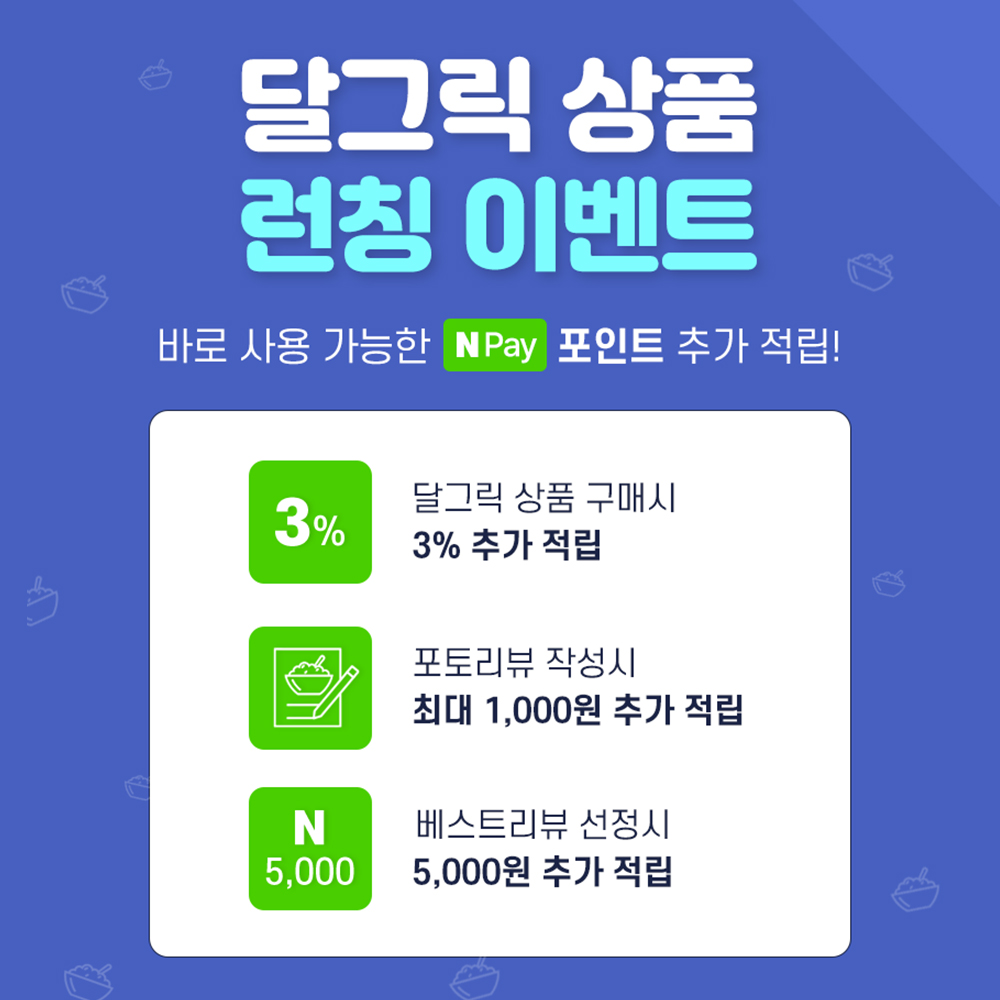 달그릭 상품
런칭 이벤트
바로 사용 가능한 N Pay 포인트 추가 적립!
3%
달그릭 상품 구매시
3% 추가 적립
포토리뷰 작성시
최대 1,000원 추가 적립
N
5,000
베스트리뷰 선정시
5,000원 추가 적립